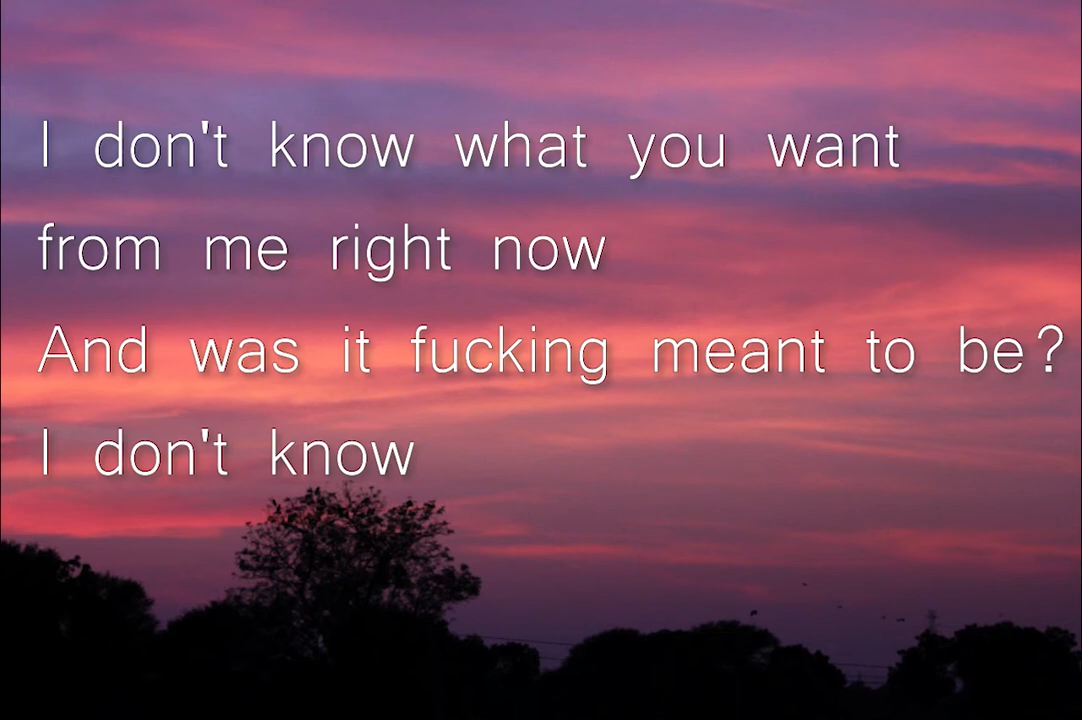 I don't know what you want
from me right now
And was it fucking meant to be?
I don't know